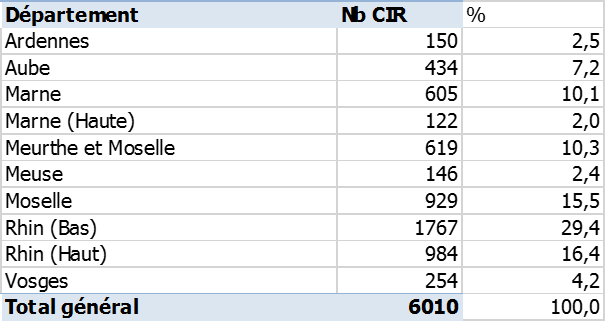 Département Nb CIR %
Ardennes 150 2,5
Aube 434 7,2
Marne 605 10,1
Marne (Haute) 122 2,0
Meurthe et Moselle 619 10,3
Meuse 146 2,4
Moselle 929 15,5
Rhin (Bas) 1767 29,4
Rhin (Haut) 984 16,4
Vosges 254 4,2
Total général 6010 100,0